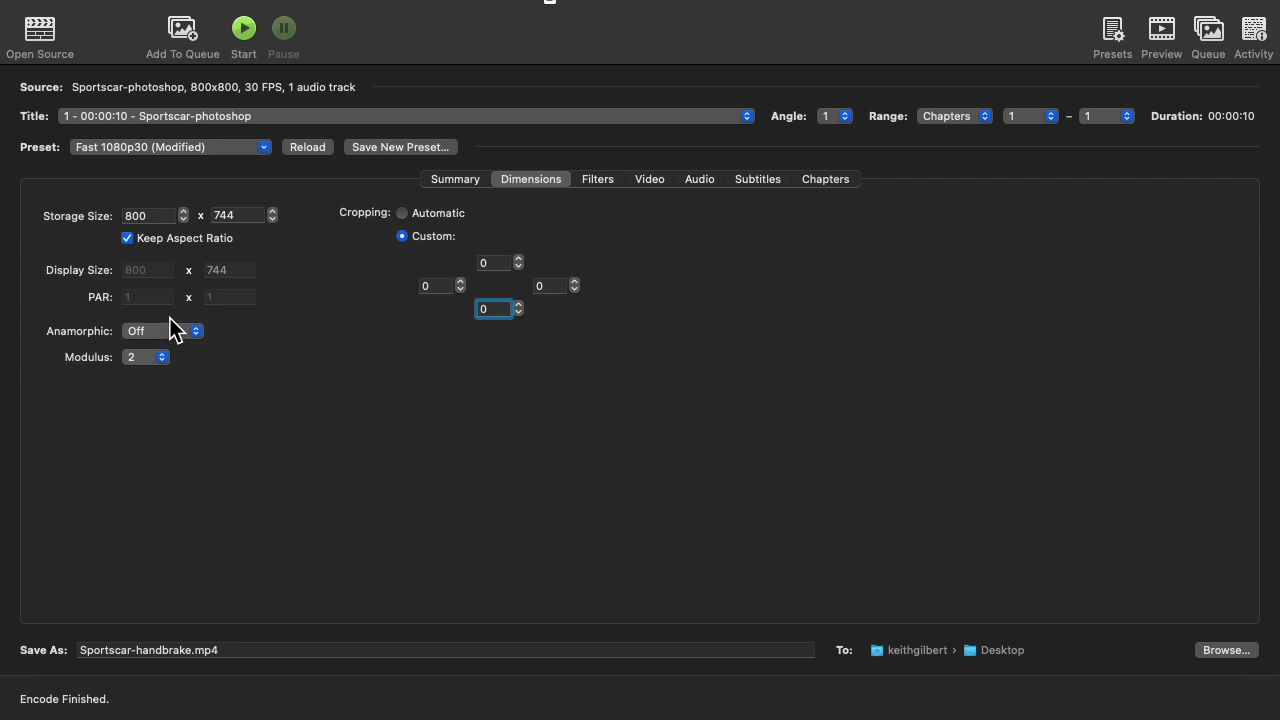 Open Source Add To Queue Start Pause Presets Preview Queue Activity
Source: Sportscar-photoshop, 800x800, 30 FPS, 1 audio track
Title: 1 - 00:00:10 - Sportscar-photoshop Angle: 1 Range: Chapters 1 – 1 Duration: 00:00:10
Preset: Fast 1080p30 (Modified) Reload Save New Preset...
Summary Dimensions Filters Video Audio Subtitles Chapters
Storage Size: 800 x 744 Cropping: Automatic
Keep Aspect Ratio Custom:
0
Display Size: 800 x 744 0 0
PAR: 1 x 1 0
Anamorphic: Off
Modulus: 2
Save As: Sportscar-handbrake.mp4 To: keithgilbert › Desktop Browse...
Encode Finished.